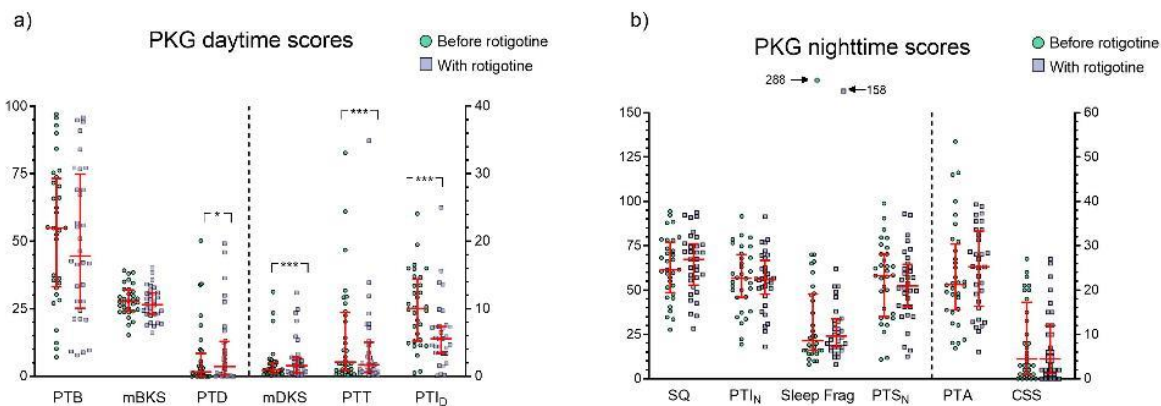 a)
PKG daytime scores
Before rotigotine
With rotigotine
100
75
50
25
0
40
30
20
10
0
*
***
***
***
PTB
mBKS
PTD
mDKS
PTT
PTI_D
b)
PKG nighttime scores
Before rotigotine
With rotigotine
288
158
150
125
100
75
50
25
0
60
50
40
30
20
10
0
SQ
PTI_N
Sleep Frag
PTS_N
PTA
CSS